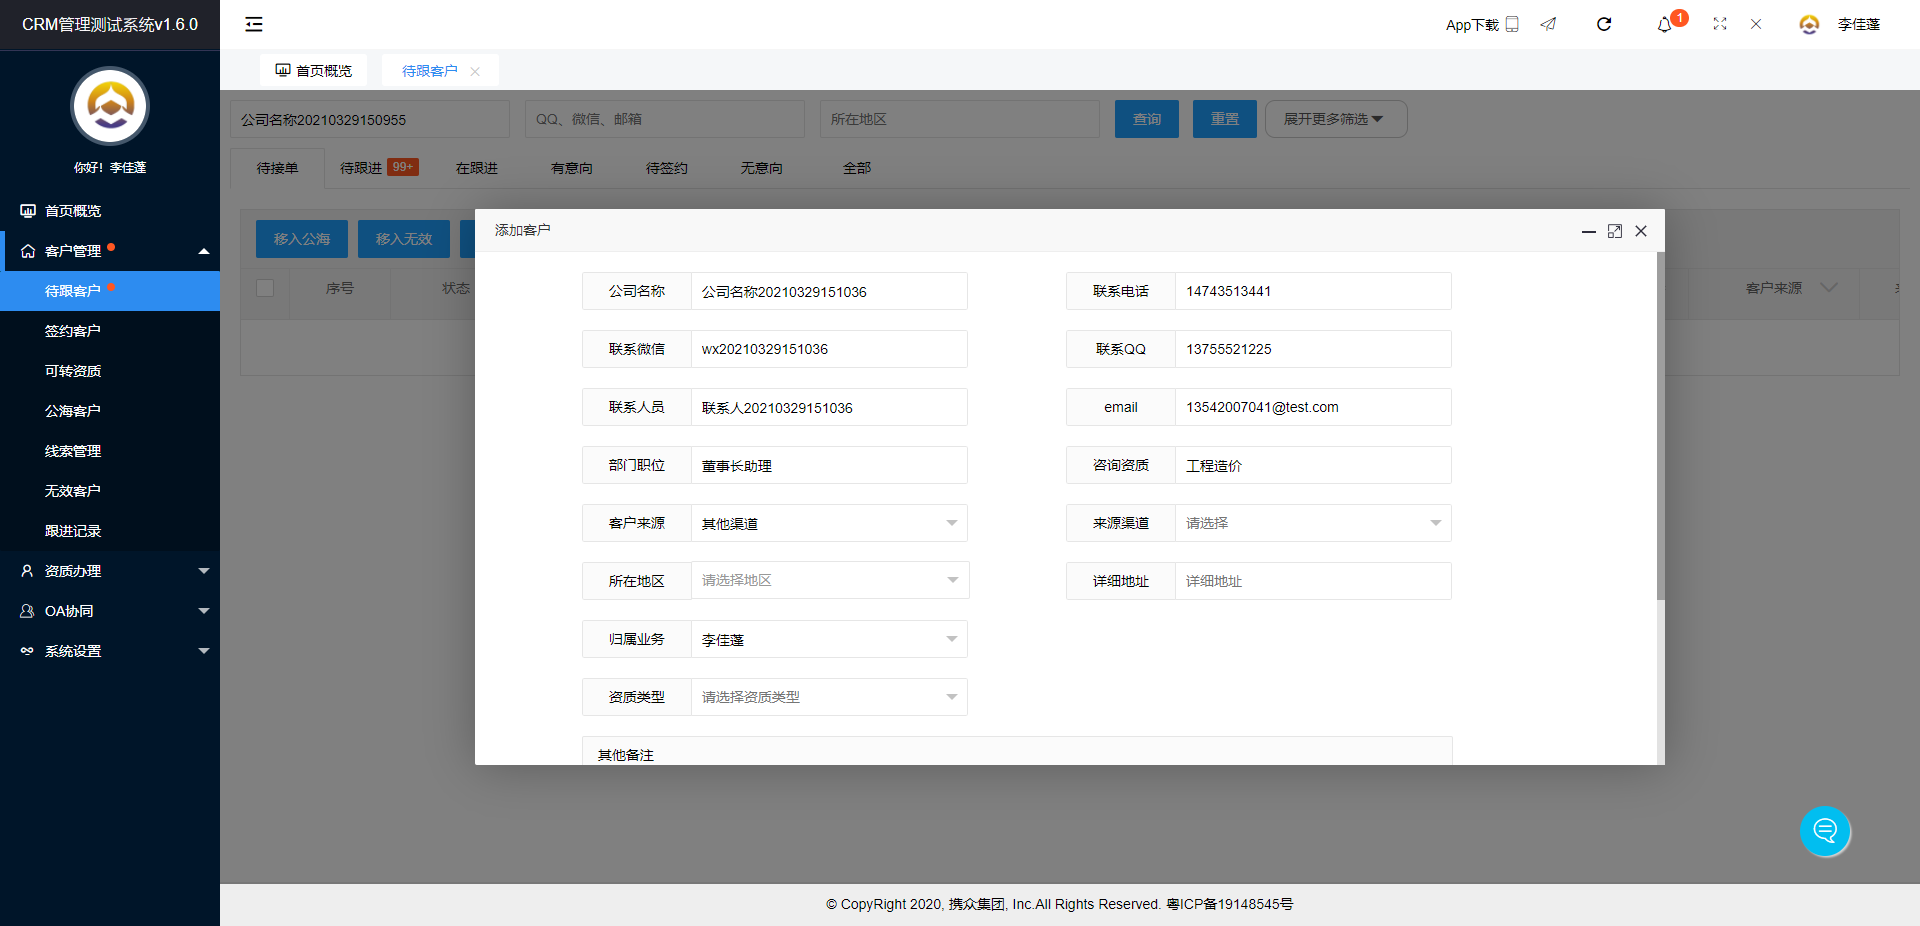 CRM管理测试系统v1.6.0
App下载
1
李佳蓬
首页概览
待跟客户
你好！李佳蓬
首页概览
客户管理
待跟客户
签约客户
可转资质
公海客户
线索管理
无效客户
跟进记录
资质办理
OA协同
系统设置
公司名称20210329150955
QQ、微信、邮箱
所在地区
查询
重置
展开更多筛选
待接单
待跟进 99+
在跟进
有意向
待签约
无意向
全部
移入公海
移入无效
序号
状态
客户来源
添加客户
公司名称 公司名称20210329151036
联系电话 14743513441
联系微信 wx20210329151036
联系QQ 13755521225
联系人员 联系人20210329151036
email 13542007041@test.com
部门职位 董事长助理
咨询资质 工程造价
客户来源 其他渠道
来源渠道 请选择
所在地区 请选择地区
详细地址 详细地址
归属业务 李佳蓬
资质类型 请选择资质类型
其他备注
© CopyRight 2020, 携众集团, Inc.All Rights Reserved. 粤ICP备19148545号